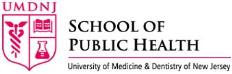 UMDNJ
SCHOOL OF
PUBLIC HEALTH
University of Medicine & Dentistry of New Jersey